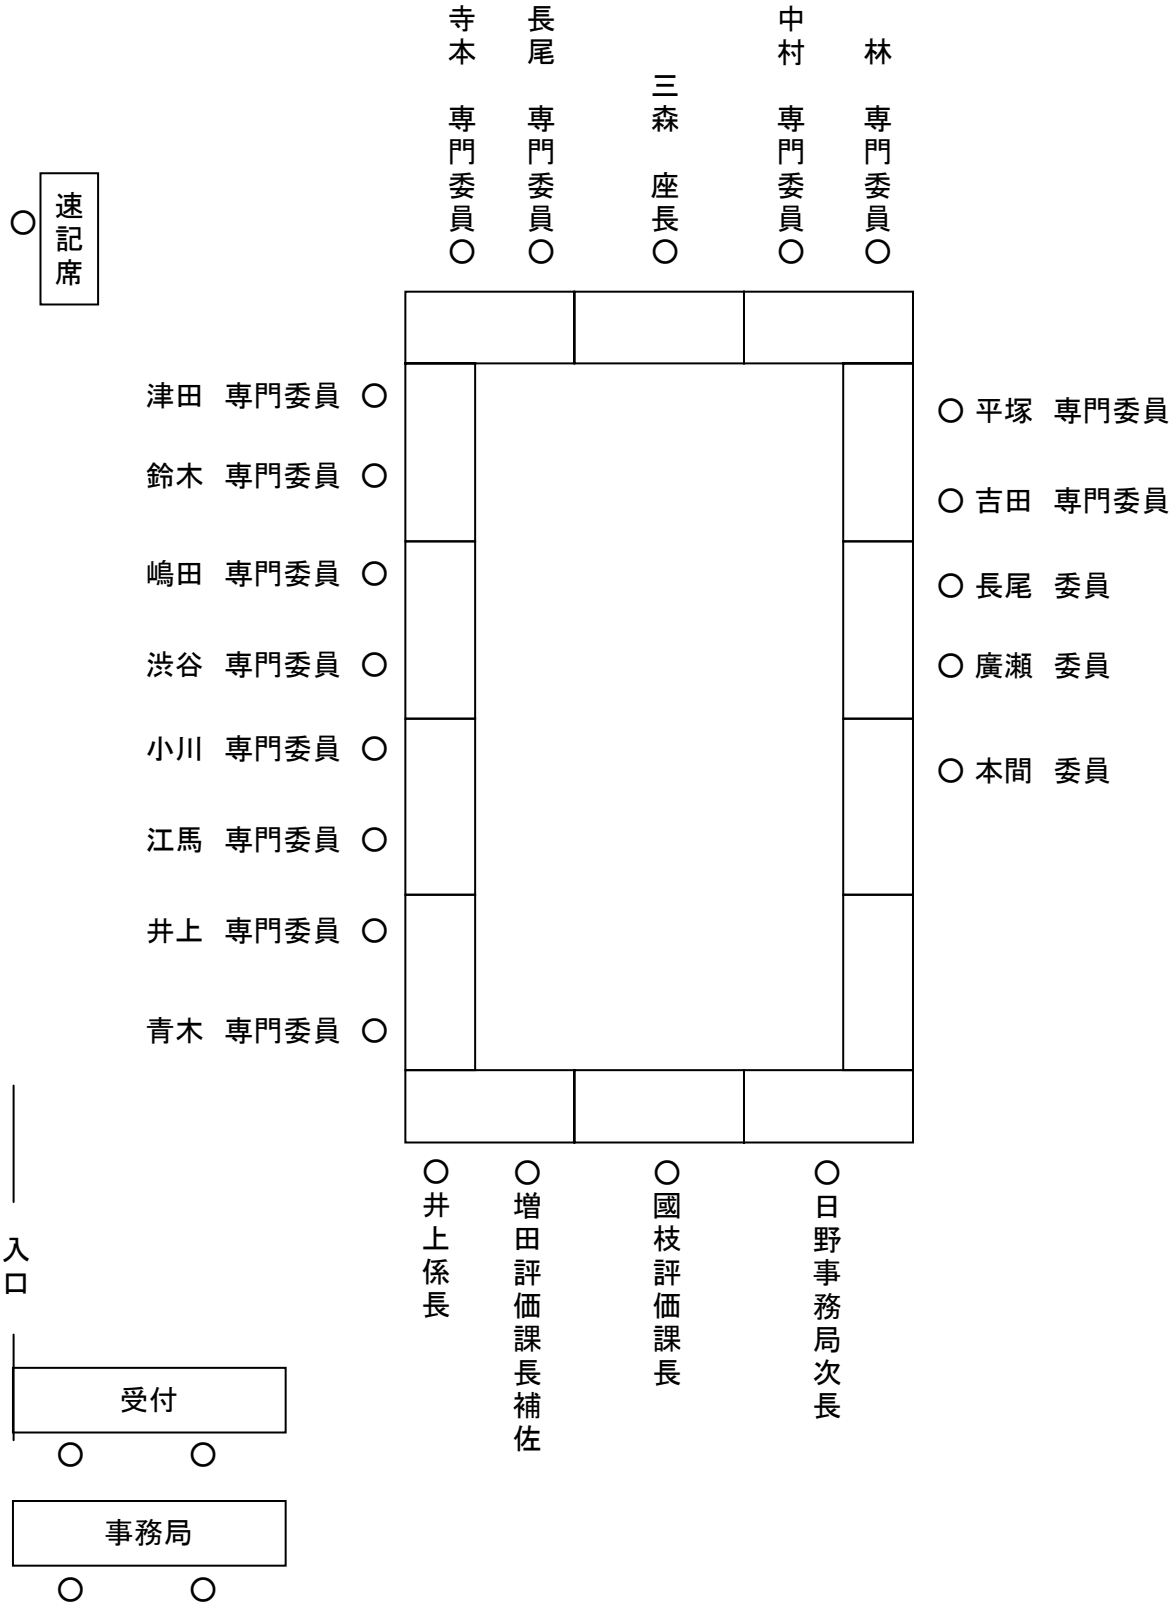 寺本　専門委員○
長尾　専門委員○
三森　座長○
中村　専門委員○
林　専門委員○
○
速記席
津田　専門委員　○
鈴木　専門委員　○
嶋田　専門委員　○
渋谷　専門委員　○
小川　専門委員　○
江馬　専門委員　○
井上　専門委員　○
青木　専門委員　○
○ 平塚　専門委員
○ 吉田　専門委員
○ 長尾　委員
○ 廣瀬　委員
○ 本間　委員
○井上係長
○増田評価課長補佐
○國枝評価課長
○日野事務局次長
入口
受付
○　○
事務局
○　○